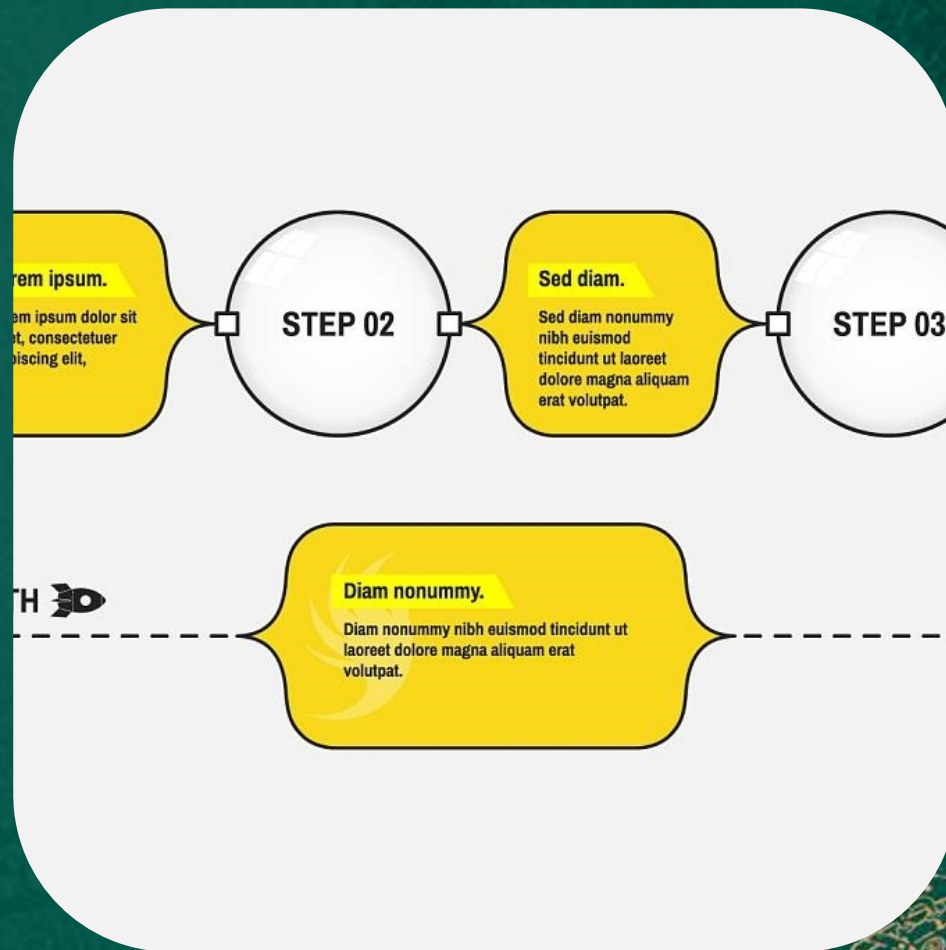 rem ipsum.
em ipsum dolor sit
et, consectetuer
piscing elit,
STEP 02
Sed diam.
Sed diam nonummy
nibh euismod
tincidunt ut laoreet
dolore magna aliquam
erat volutpat.
STEP 03
TH
Diam nonummy.
Diam nonummy nibh euismod tincidunt ut
laoreet dolore magna aliquam erat
volutpat.